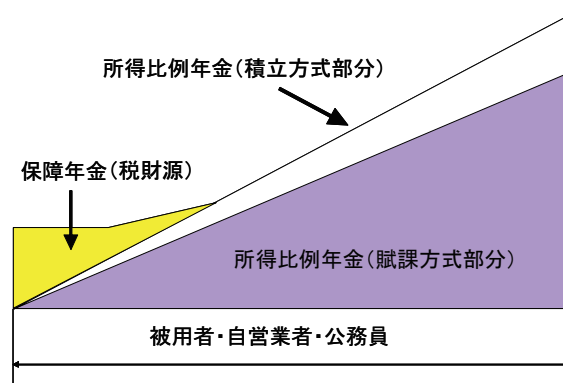 所得比例年金（積立方式部分）
保障年金（税財源）
所得比例年金（賦課方式部分）
被用者・自営業者・公務員